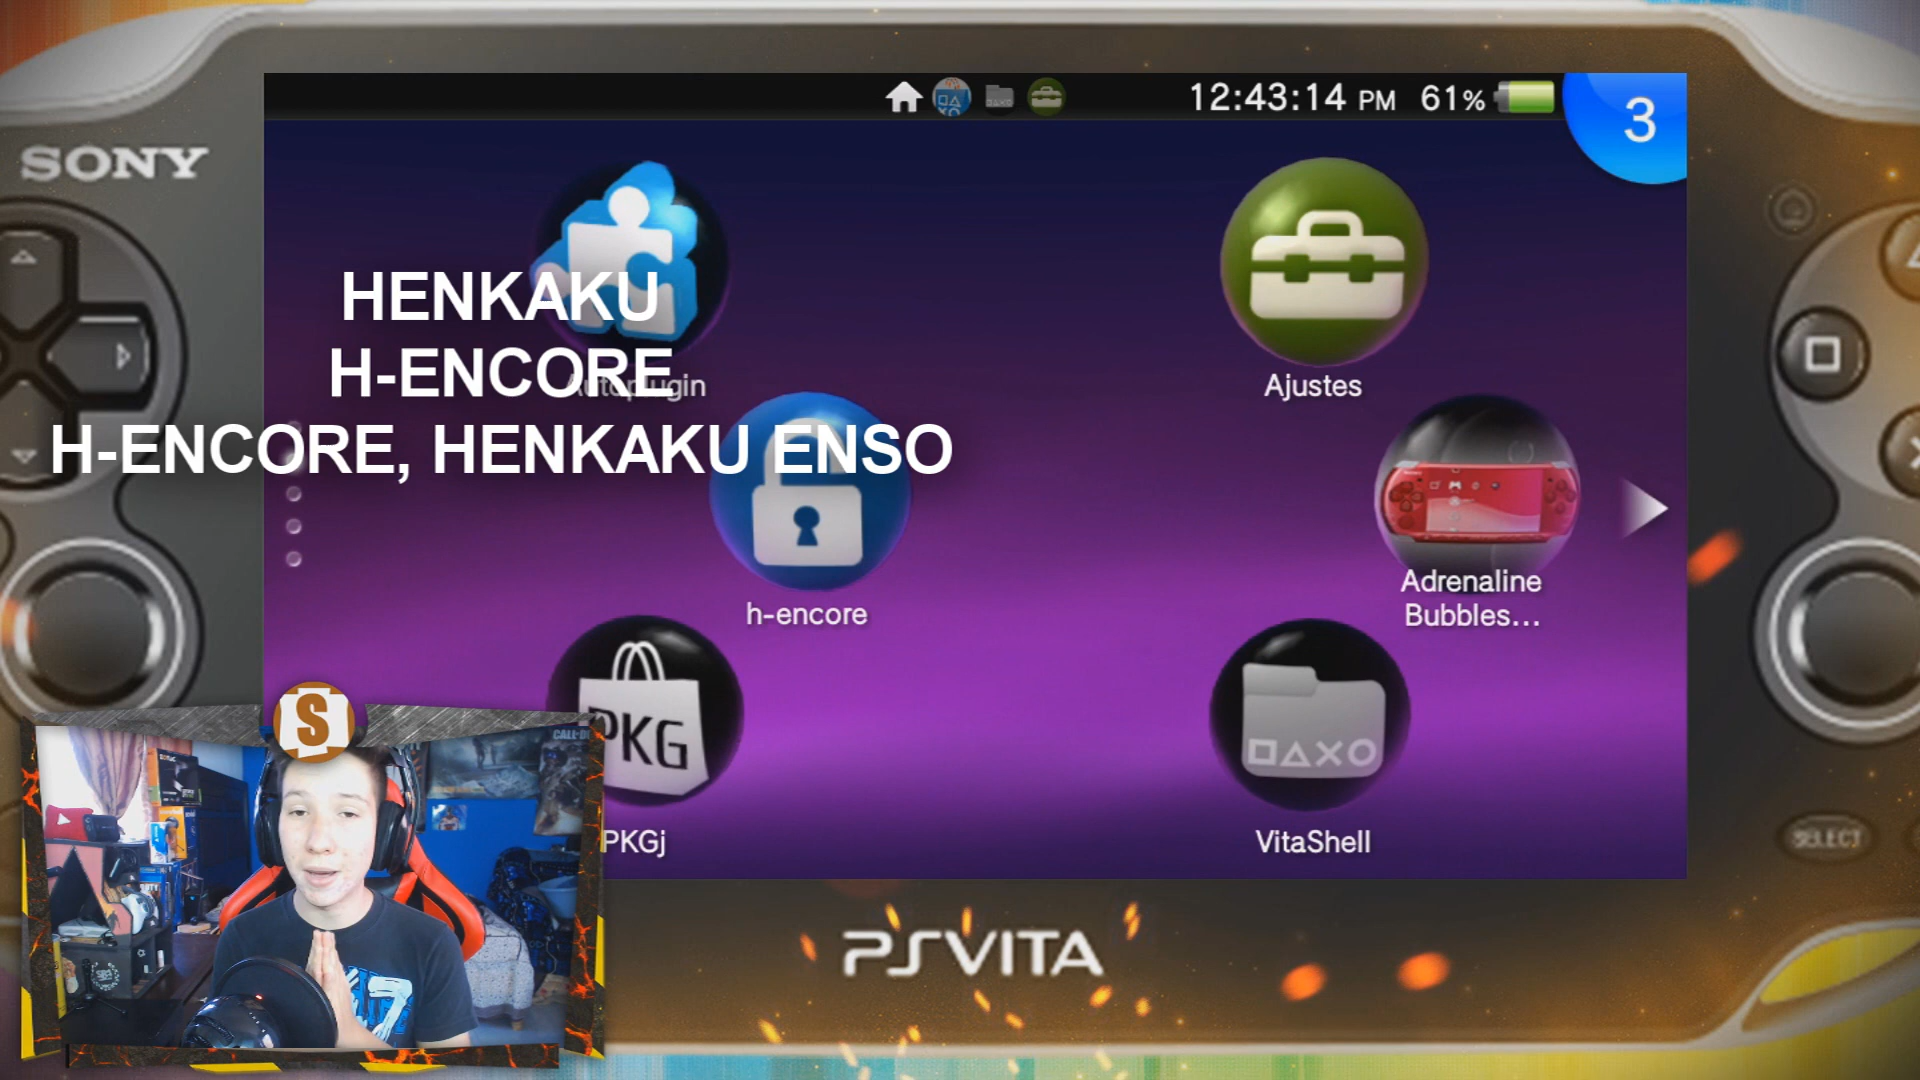 12:43:14 PM 61%
3
SONY
HENKAKU
H-ENCORE
H-ENCORE, HENKAKU ENSO
Autoplugin
Ajustes
h-encore
Adrenaline
Bubbles...
PKG
PKGj
VitaShell
S
SELECT
PSVITA